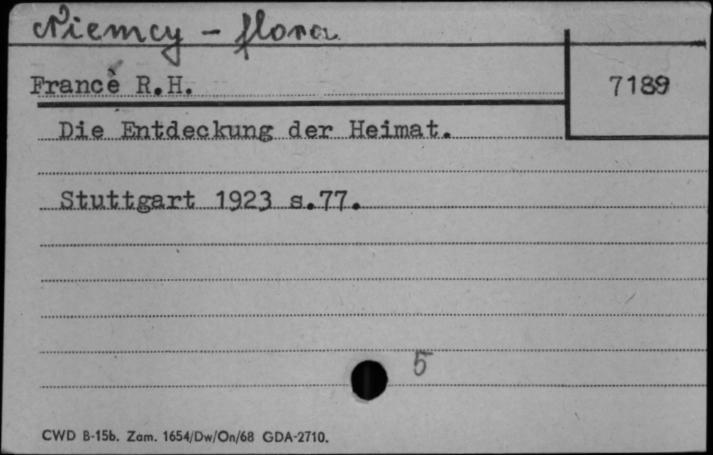 Niemcy - flora
Francè R.H.
7189
Die Entdeckung der Heimat.
Stuttgart 1923 s.77.
5
CWD B-15b. Zam. 1654/Dw/On/68 GDA-2710.